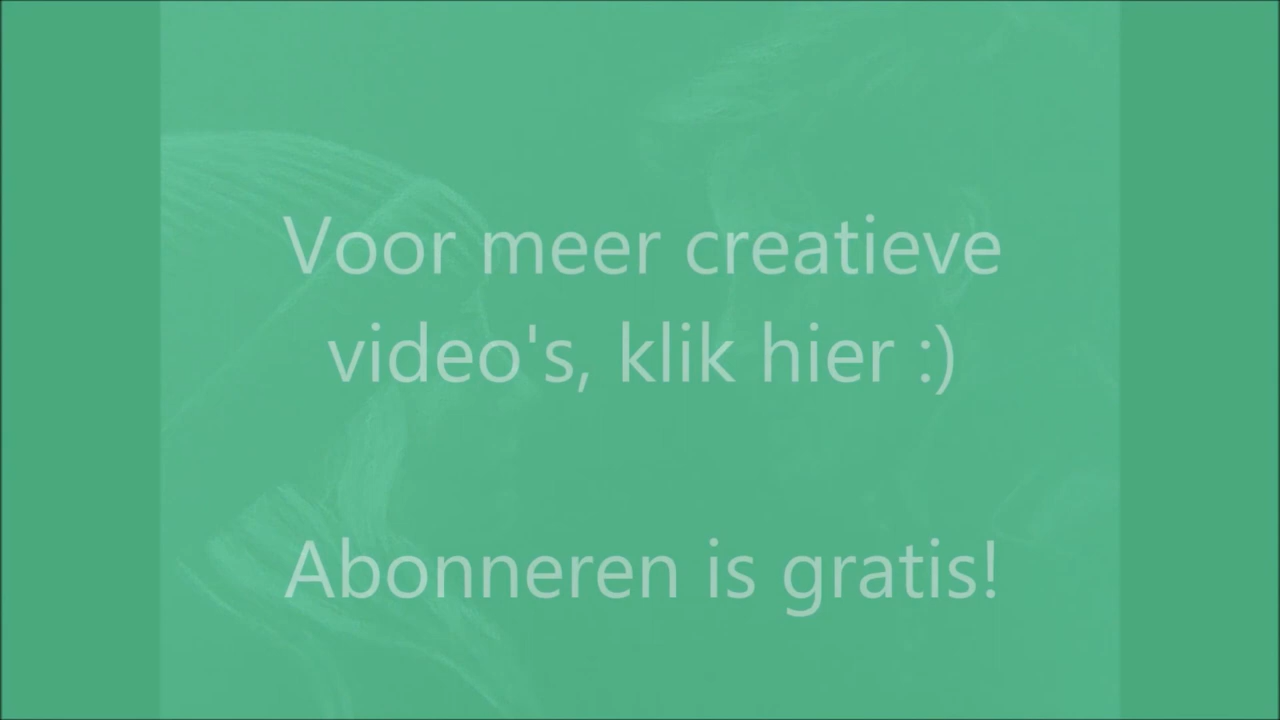 Voor meer creatieve
video's, klik hier :)
Abonneren is gratis!